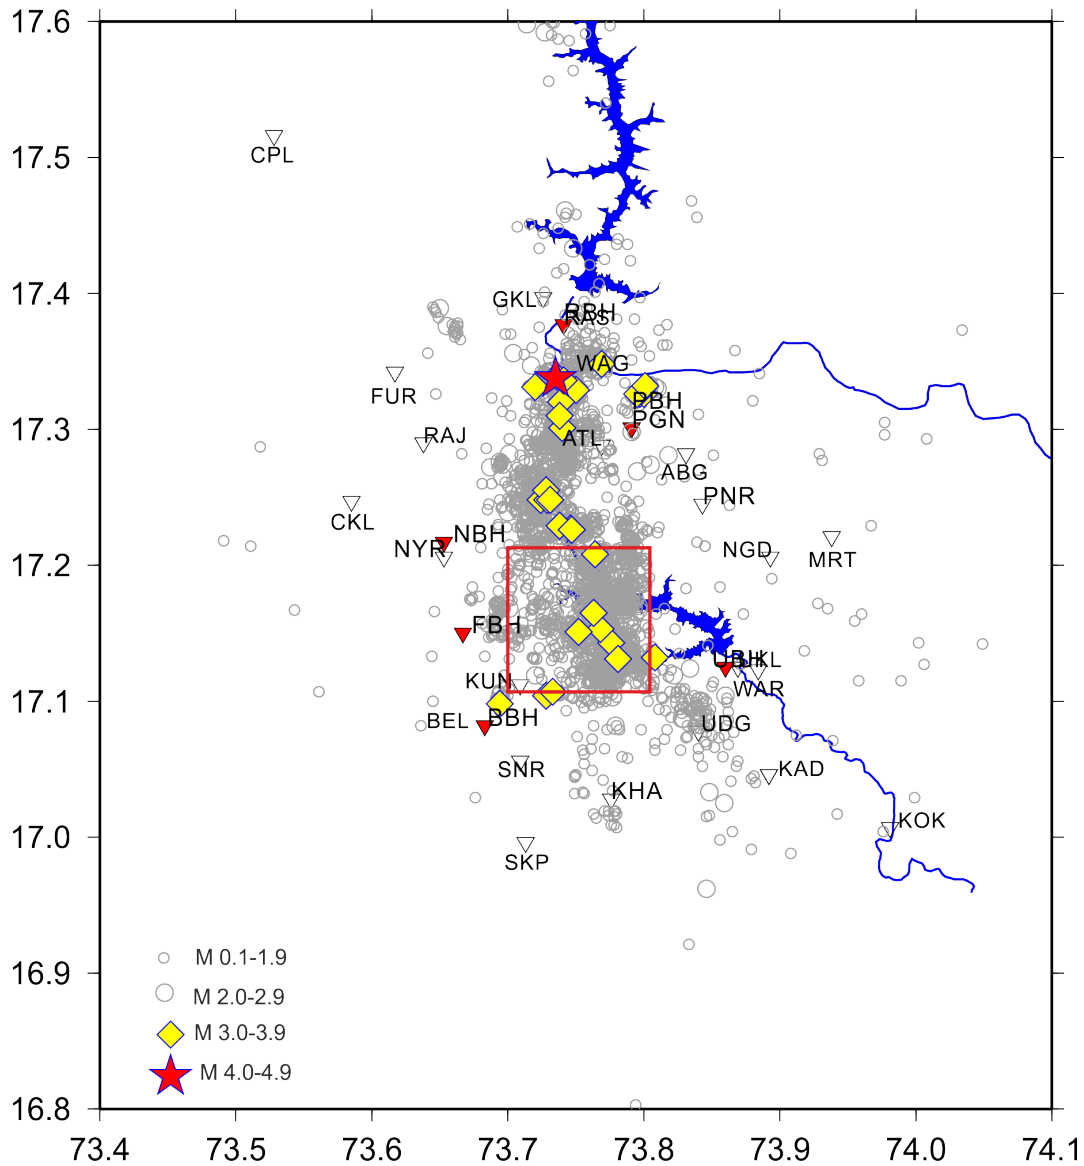 17.6
17.5
CPL
17.4
GKL
RBH
RAS
WAG
FUR
PBH
PGN
17.3
RAJ
ATL
ABG
PNR
CKL
NBH
NYR
NGD
MRT
17.2
FBH
UBH
UKL
KUN
WAR
17.1
BEL
BBH
UDG
SNR
KAD
KHA
KOK
17.0
SKP
M 0.1-1.9
16.9
M 2.0-2.9
M 3.0-3.9
M 4.0-4.9
16.8
73.4 73.5 73.6 73.7 73.8 73.9 74.0 74.1